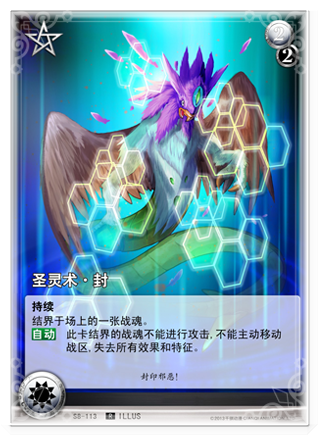 2
2
圣灵术·封
持续
结界于场上的一张战魂。
自动 此卡结界的战魂不能进行攻击,不能主动移动
战区,失去所有效果和特征。
封印邪恶!
SS-113 R ILLUS